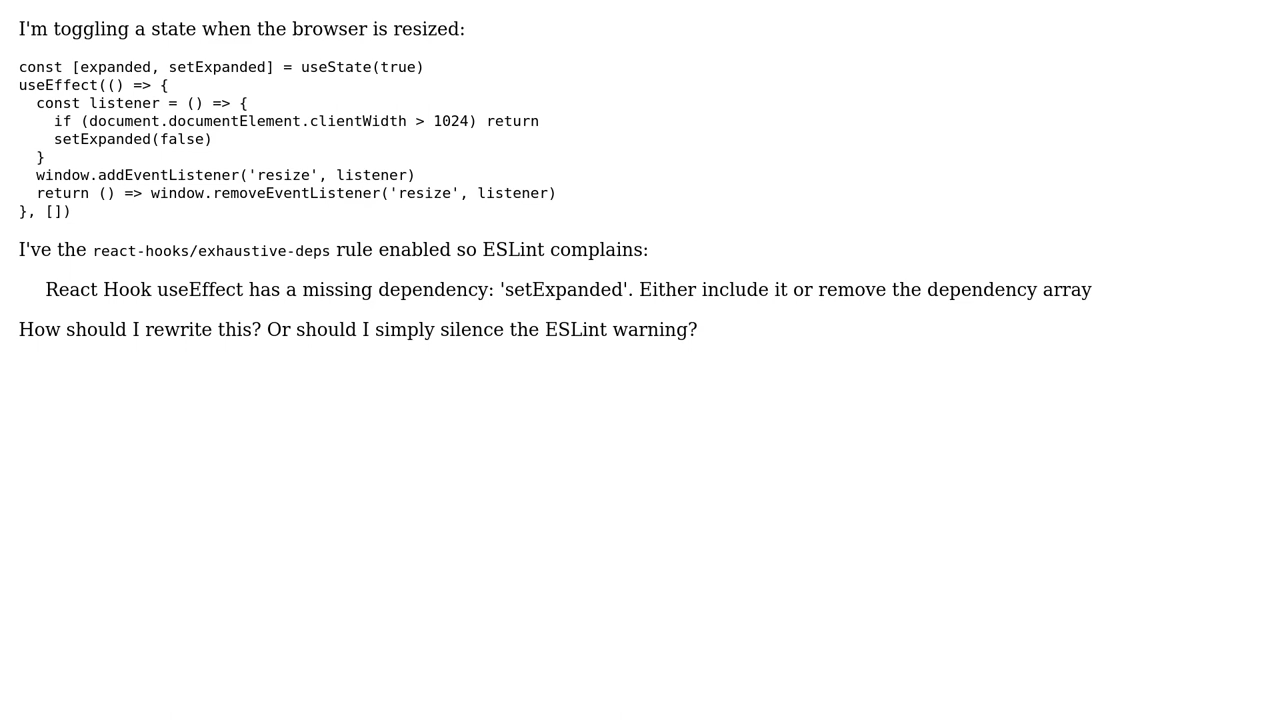 I'm toggling a state when the browser is resized:
const [expanded, setExpanded] = useState(true)
useEffect(() => {
  const listener = () => {
    if (document.documentElement.clientWidth > 1024) return
    setExpanded(false)
  }
  window.addEventListener('resize', listener)
  return () => window.removeEventListener('resize', listener)
}, [])
I've the react-hooks/exhaustive-deps rule enabled so ESLint complains:
React Hook useEffect has a missing dependency: 'setExpanded'. Either include it or remove the dependency array
How should I rewrite this? Or should I simply silence the ESLint warning?